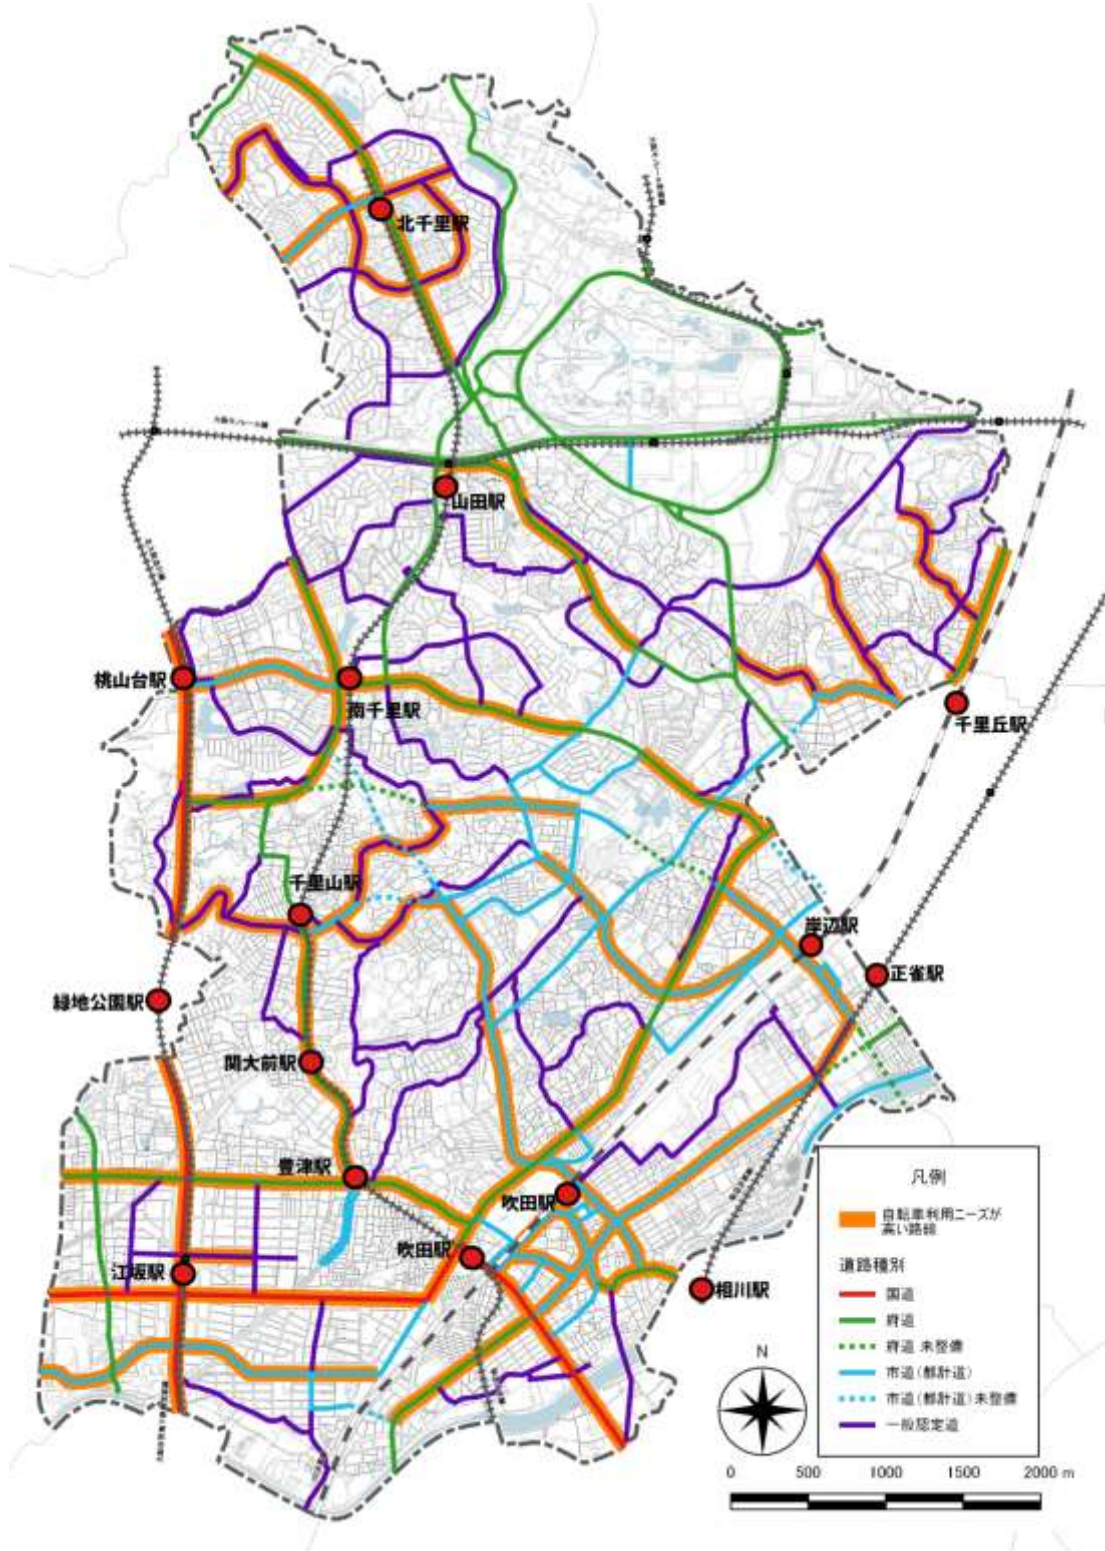 北千里駅
山田駅
桃山台駅
南千里駅
千里丘駅
千里山駅
岸辺駅
正雀駅
緑地公園駅
関大前駅
豊津駅
吹田駅
吹田駅
江坂駅
相川駅
凡例
自転車利用ニーズが
高い路線
道路種別
国道
府道
府道 未整備
市道(都計道)
市道(都計道)未整備
一般認定道
N
0 500 1000 1500 2000 m